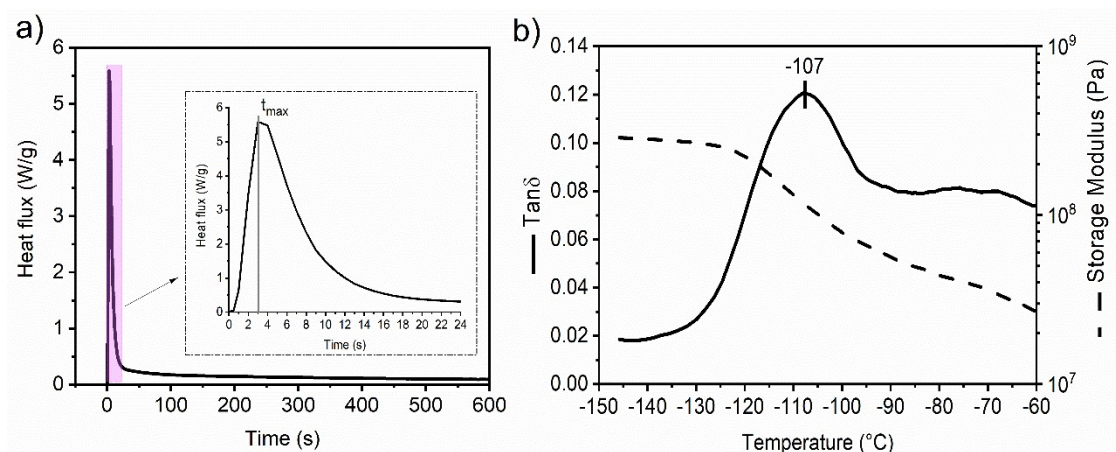 a)
6
5
4
3
2
1
0
Heat flux (W/g)
0 100 200 300 400 500 600
Time (s)
t_max
6
5
4
3
2
1
0
Heat flux (W/g)
0 2 4 6 8 10 12 14 16 18 20 22 24
Time (s)
b)
-107
0.14
0.12
0.10
0.08
0.06
0.04
0.02
0.00
Tanδ
10^9
10^8
10^7
Storage Modulus (Pa)
-150 -140 -130 -120 -110 -100 -90 -80 -70 -60
Temperature (°C)